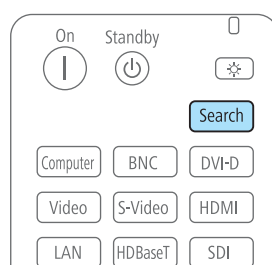 On Standby
Search
Computer BNC DVI-D
Video S-Video HDMI
LAN HDBaseT SDI